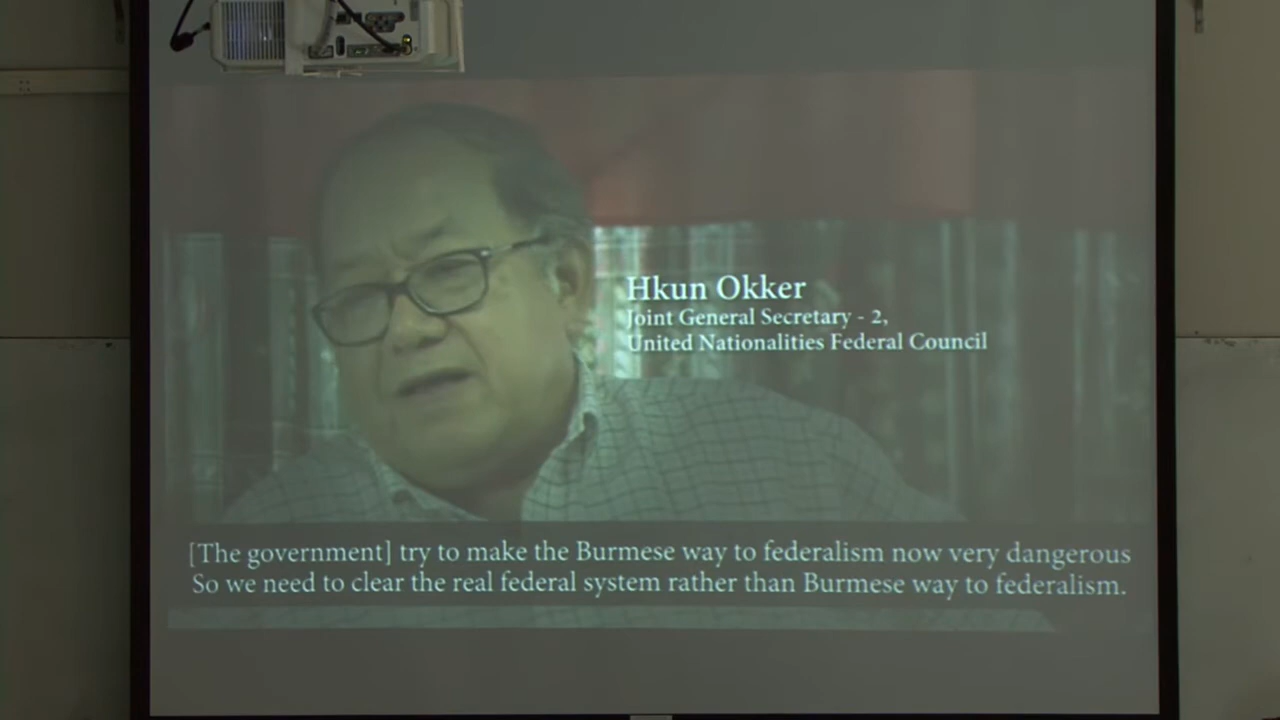 Hkun Okker
Joint General Secretary - 2,
United Nationalities Federal Council
[The government] try to make the Burmese way to federalism now very dangerous
So we need to clear the real federal system rather than Burmese way to federalism.